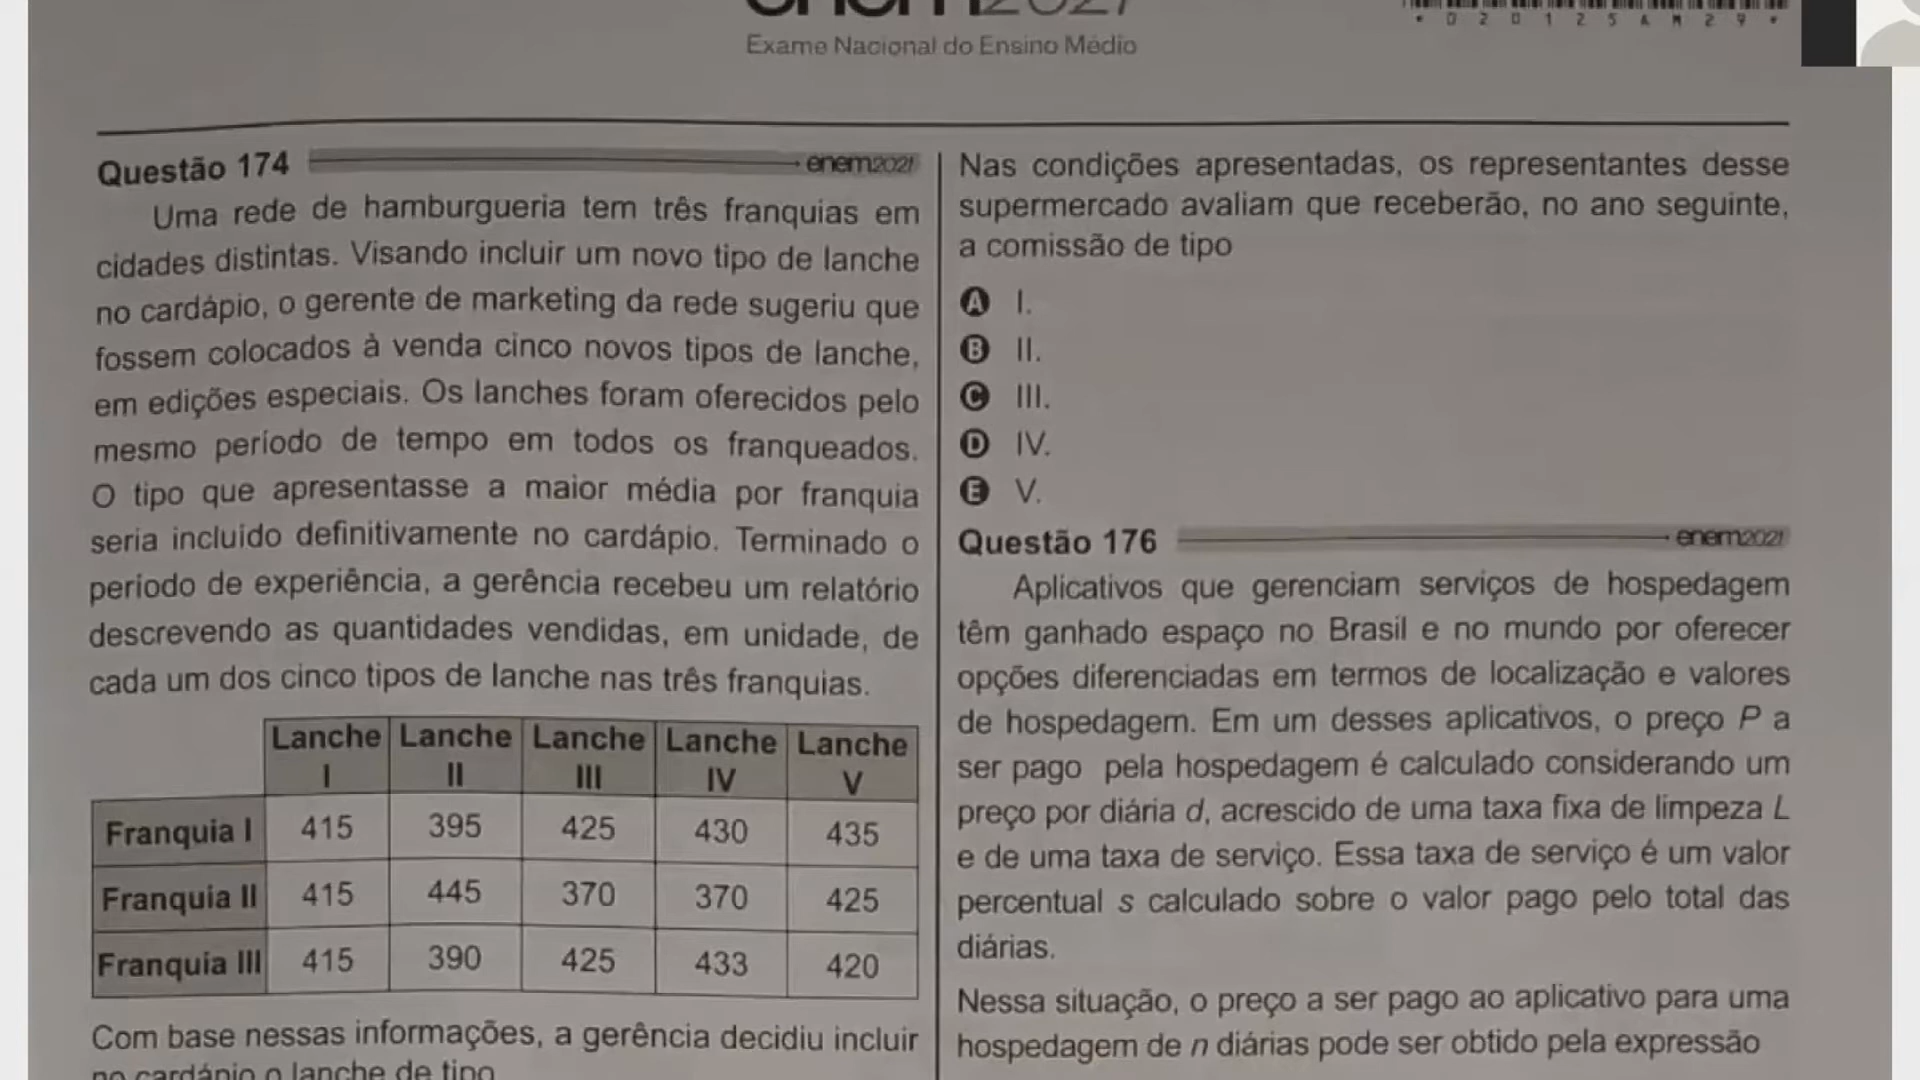 enem2021
Exame Nacional do Ensino Médio
* D 2 D 1 2 5 A M 2 9 *
Questão 174
enem2021
Uma rede de hamburgueria tem três franquias em
cidades distintas. Visando incluir um novo tipo de lanche
no cardápio, o gerente de marketing da rede sugeriu que
fossem colocados à venda cinco novos tipos de lanche,
em edições especiais. Os lanches foram oferecidos pelo
mesmo período de tempo em todos os franqueados.
O tipo que apresentasse a maior média por franquia
seria incluído definitivamente no cardápio. Terminado o
período de experiência, a gerência recebeu um relatório
descrevendo as quantidades vendidas, em unidade, de
cada um dos cinco tipos de lanche nas três franquias.
Lanche I Lanche II Lanche III Lanche IV Lanche V
Franquia I 415 395 425 430 435
Franquia II 415 445 370 370 425
Franquia III 415 390 425 433 420
Com base nessas informações, a gerência decidiu incluir
no cardápio o lanche de tipo
Nas condições apresentadas, os representantes desse
supermercado avaliam que receberão, no ano seguinte,
a comissão de tipo
A I.
B II.
C III.
D IV.
E V.
Questão 176
enem2021
Aplicativos que gerenciam serviços de hospedagem
têm ganhado espaço no Brasil e no mundo por oferecer
opções diferenciadas em termos de localização e valores
de hospedagem. Em um desses aplicativos, o preço P a
ser pago pela hospedagem é calculado considerando um
preço por diária d, acrescido de uma taxa fixa de limpeza L
e de uma taxa de serviço. Essa taxa de serviço é um valor
percentual s calculado sobre o valor pago pelo total das
diárias.
Nessa situação, o preço a ser pago ao aplicativo para uma
hospedagem de n diárias pode ser obtido pela expressão